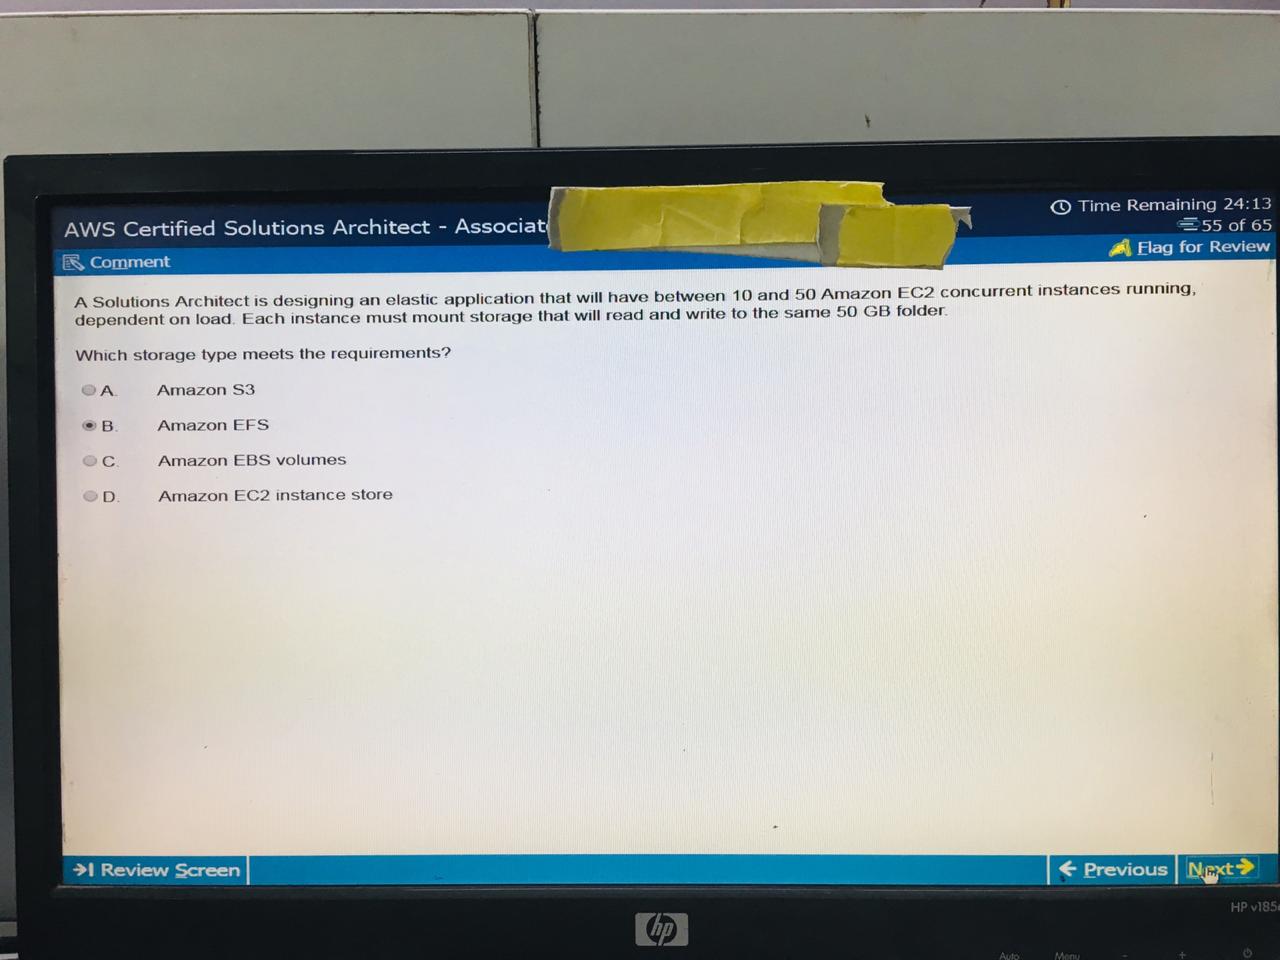 AWS Certified Solutions Architect - Associat
Time Remaining 24:13
55 of 65
Comment
Flag for Review
A Solutions Architect is designing an elastic application that will have between 10 and 50 Amazon EC2 concurrent instances running,
dependent on load. Each instance must mount storage that will read and write to the same 50 GB folder.
Which storage type meets the requirements?
A. Amazon S3
B. Amazon EFS
C. Amazon EBS volumes
D. Amazon EC2 instance store
Review Screen
Previous
Next
hp
HP v185
Auto Menu - +